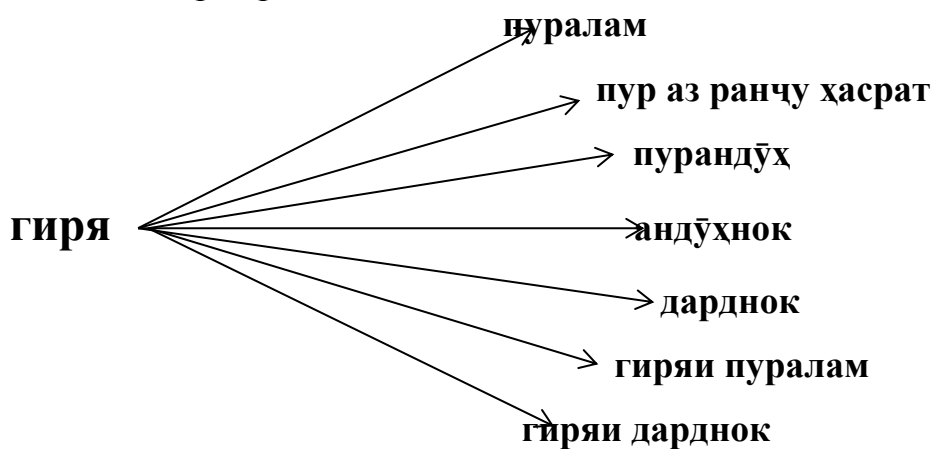 пуралам
пур аз ранҷу ҳасрат
пурандӯҳ
гиря
андӯҳнок
дарднок
гиряи пуралам
гиряи дарднок